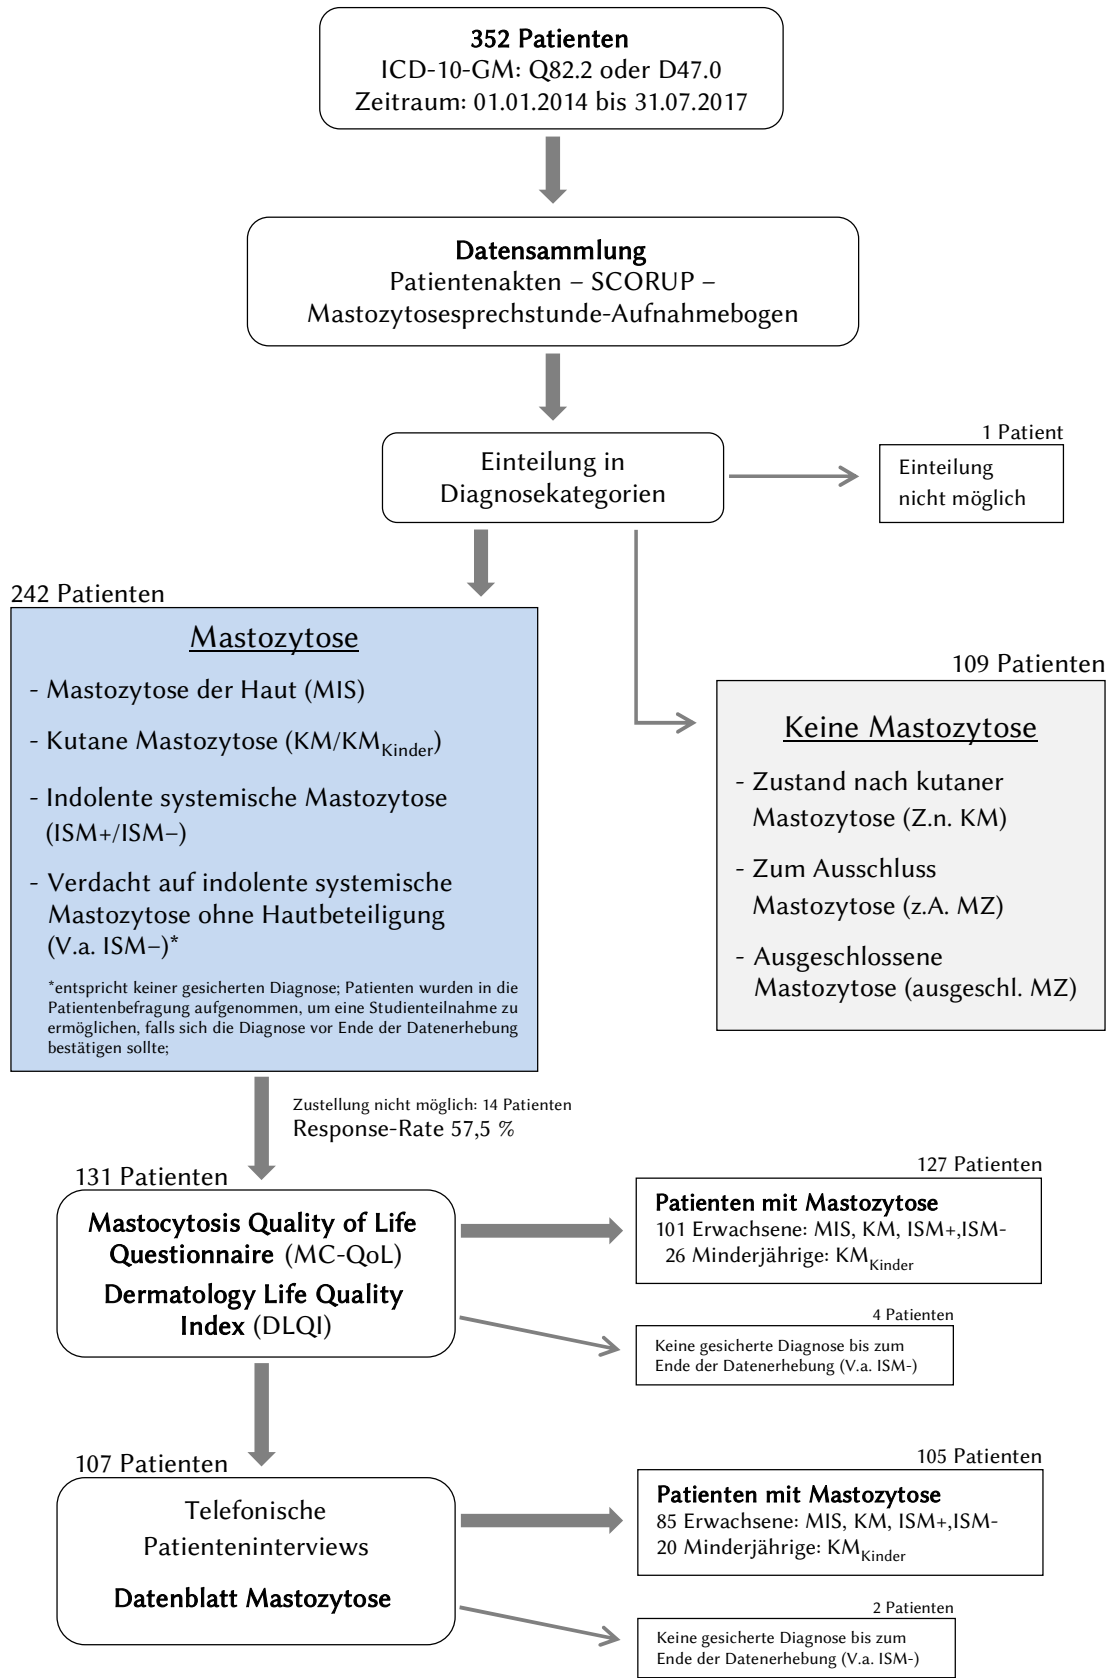 352 Patienten
ICD-10-GM: Q82.2 oder D47.0
Zeitraum: 01.01.2014 bis 31.07.2017
Datensammlung
Patientenakten – SCORUP –
Mastozytosesprechstunde-Aufnahmebogen
Einteilung in
Diagnosekategorien
1 Patient
Einteilung
nicht möglich
242 Patienten
Mastozytose
- Mastozytose der Haut (MIS)
- Kutane Mastozytose (KM/KMKinder)
- Indolente systemische Mastozytose
(ISM+/ISM–)
- Verdacht auf indolente systemische
Mastozytose ohne Hautbeteiligung
(V.a. ISM–)*
*entspricht keiner gesicherten Diagnose; Patienten wurden in die
Patientenbefragung aufgenommen, um eine Studienteilnahme zu
ermöglichen, falls sich die Diagnose vor Ende der Datenerhebung
bestätigen sollte;
109 Patienten
Keine Mastozytose
- Zustand nach kutaner
Mastozytose (Z.n. KM)
- Zum Ausschluss
Mastozytose (z.A. MZ)
- Ausgeschlossene
Mastozytose (ausgeschl. MZ)
Zustellung nicht möglich: 14 Patienten
Response-Rate 57,5 %
131 Patienten
Mastocytosis Quality of Life
Questionnaire (MC-QoL)
Dermatology Life Quality
Index (DLQI)
127 Patienten
Patienten mit Mastozytose
101 Erwachsene: MIS, KM, ISM+,ISM-
26 Minderjährige: KMKinder
4 Patienten
Keine gesicherte Diagnose bis zum
Ende der Datenerhebung (V.a. ISM-)
107 Patienten
Telefonische
Patienteninterviews
Datenblatt Mastozytose
105 Patienten
Patienten mit Mastozytose
85 Erwachsene: MIS, KM, ISM+,ISM-
20 Minderjährige: KMKinder
2 Patienten
Keine gesicherte Diagnose bis zum
Ende der Datenerhebung (V.a. ISM-)